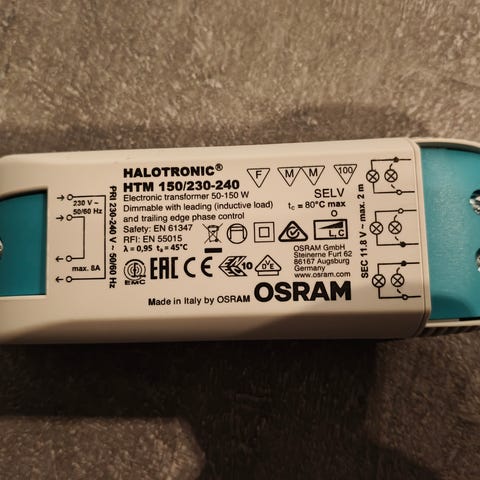 HALOTRONIC®
HTM 150/230-240
Electronic transformer 50-150 W
Dimmable with leading (inductive load)
and trailing edge phase control
Safety: EN 61347
RFI: EN 55015
λ = 0,95 ta= 45°C
F M M 100
SELV
tc = 80°C max
L,C
OSRAM GmbH
Steinerne Furt 62
86167 Augsburg
Germany
www.osram.com
EMC
EAC CE 10 VDE
Made in Italy by OSRAM OSRAM
230 V ~
50/60 Hz
max. 8A
PRI 230-240 V ~ 50/60 Hz
SEC 11.8 V ~ max. 2 m